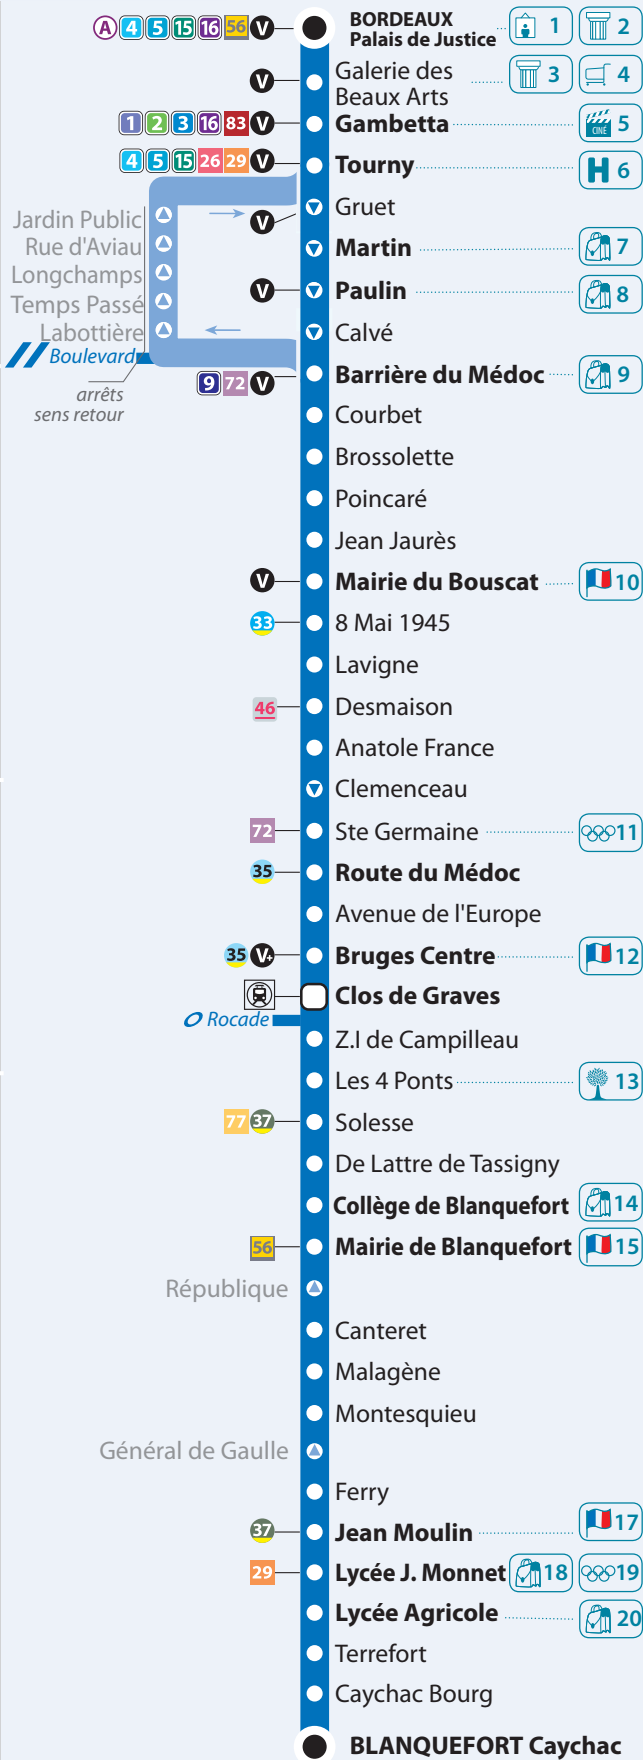 A 4 5 15 16 56 V BORDEAUX 1 2
Palais de Justice
V Galerie des 3 4
Beaux Arts
1 2 3 16 83 V Gambetta CINÉ 5
4 5 15 26 29 V Tourny H 6
V Gruet
Jardin Public
Rue d'Aviau Martin 7
Longchamps V Paulin 8
Temps Passé
Labottière Calvé
Boulevard
arrêts
sens retour
9 72 V Barrière du Médoc 9
Courbet
Brossolette
Poincaré
Jean Jaurès
V Mairie du Bouscat 10
33 8 Mai 1945
Lavigne
46 Desmaison
Anatole France
Clemenceau
72 Ste Germaine 11
35 Route du Médoc
Avenue de l'Europe
35 V+ Bruges Centre 12
Clos de Graves
Rocade
Z.I de Campilleau
Les 4 Ponts 13
77 37 Solesse
De Lattre de Tassigny
Collège de Blanquefort 14
56 Mairie de Blanquefort 15
République
Canteret
Malagène
Montesquieu
Général de Gaulle
Ferry
37 Jean Moulin 17
29 Lycée J. Monnet 18 19
Lycée Agricole 20
Terrefort
Caychac Bourg
BLANQUEFORT Caychac